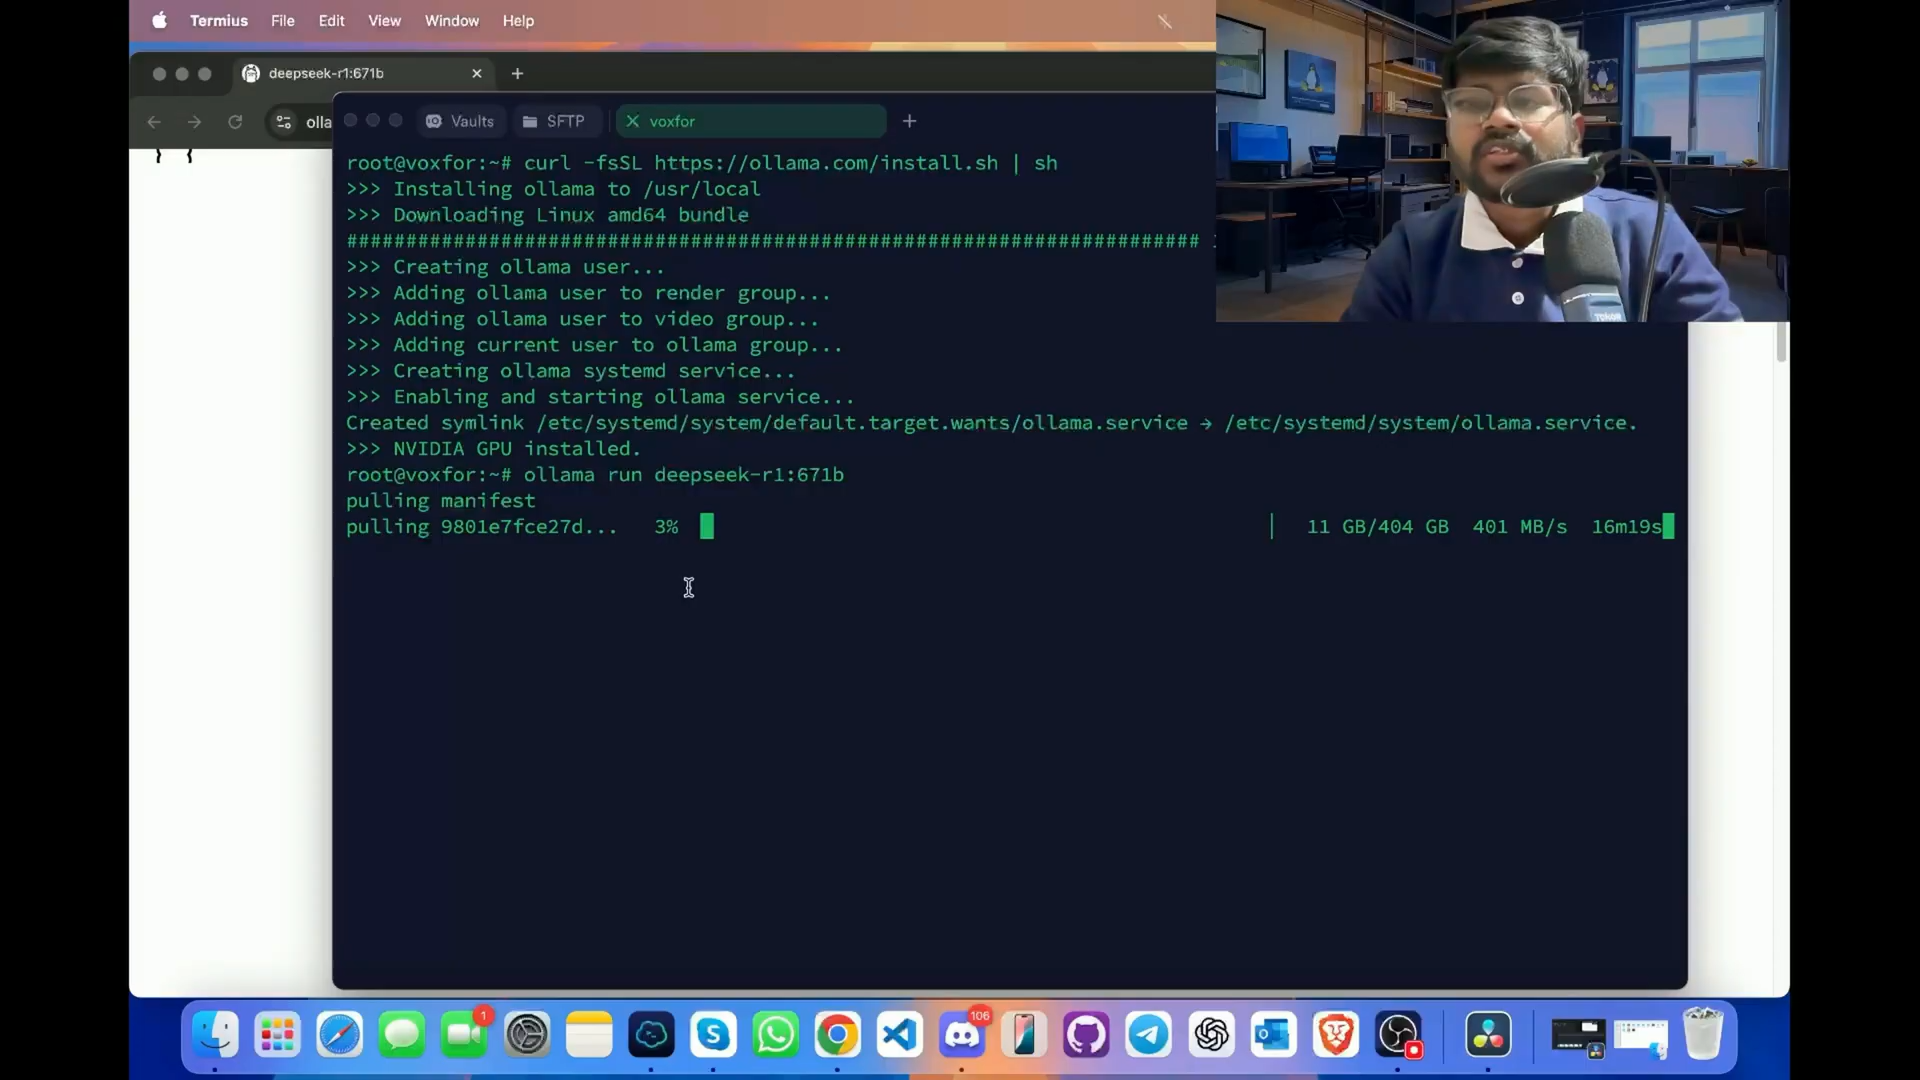 Termius File Edit View Window Help
deepseek-r1:671b
olla
Vaults SFTP voxfor
root@voxfor:~# curl -fsSL https://ollama.com/install.sh | sh
>>> Installing ollama to /usr/local
>>> Downloading Linux amd64 bundle
########################################################################
>>> Creating ollama user...
>>> Adding ollama user to render group...
>>> Adding ollama user to video group...
>>> Adding current user to ollama group...
>>> Creating ollama systemd service...
>>> Enabling and starting ollama service...
Created symlink /etc/systemd/system/default.target.wants/ollama.service → /etc/systemd/system/ollama.service.
>>> NVIDIA GPU installed.
root@voxfor:~# ollama run deepseek-r1:671b
pulling manifest
pulling 9801e7fce27d... 3% | 11 GB/404 GB 401 MB/s 16m19s
1
106